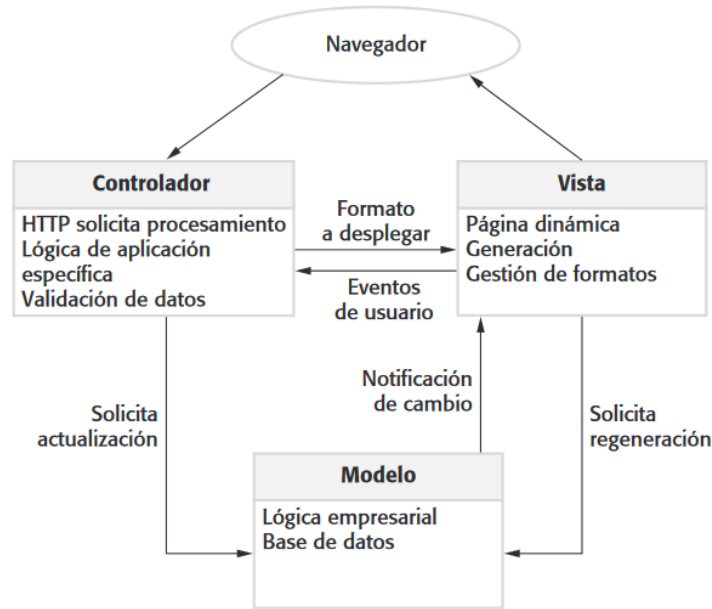 Navegador
Controlador
HTTP solicita procesamiento
Lógica de aplicación
específica
Validación de datos
Formato
a desplegar
Eventos
de usuario
Vista
Página dinámica
Generación
Gestión de formatos
Solicita
actualización
Notificación
de cambio
Solicita
regeneración
Modelo
Lógica empresarial
Base de datos